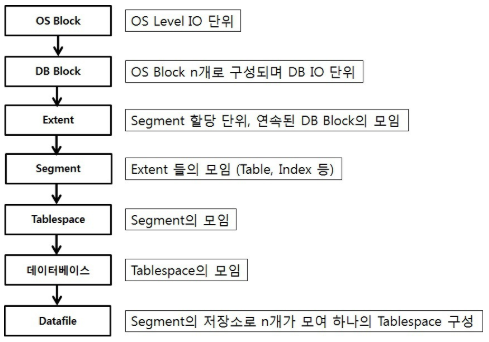 OS Block
OS Level IO 단위
DB Block
OS Block n개로 구성되며 DB IO 단위
Extent
Segment 할당 단위, 연속된 DB Block의 모임
Segment
Extent 들의 모임 (Table, Index 등)
Tablespace
Segment의 모임
데이터베이스
Tablespace의 모임
Datafile
Segment의 저장소로 n개가 모여 하나의 Tablespace 구성